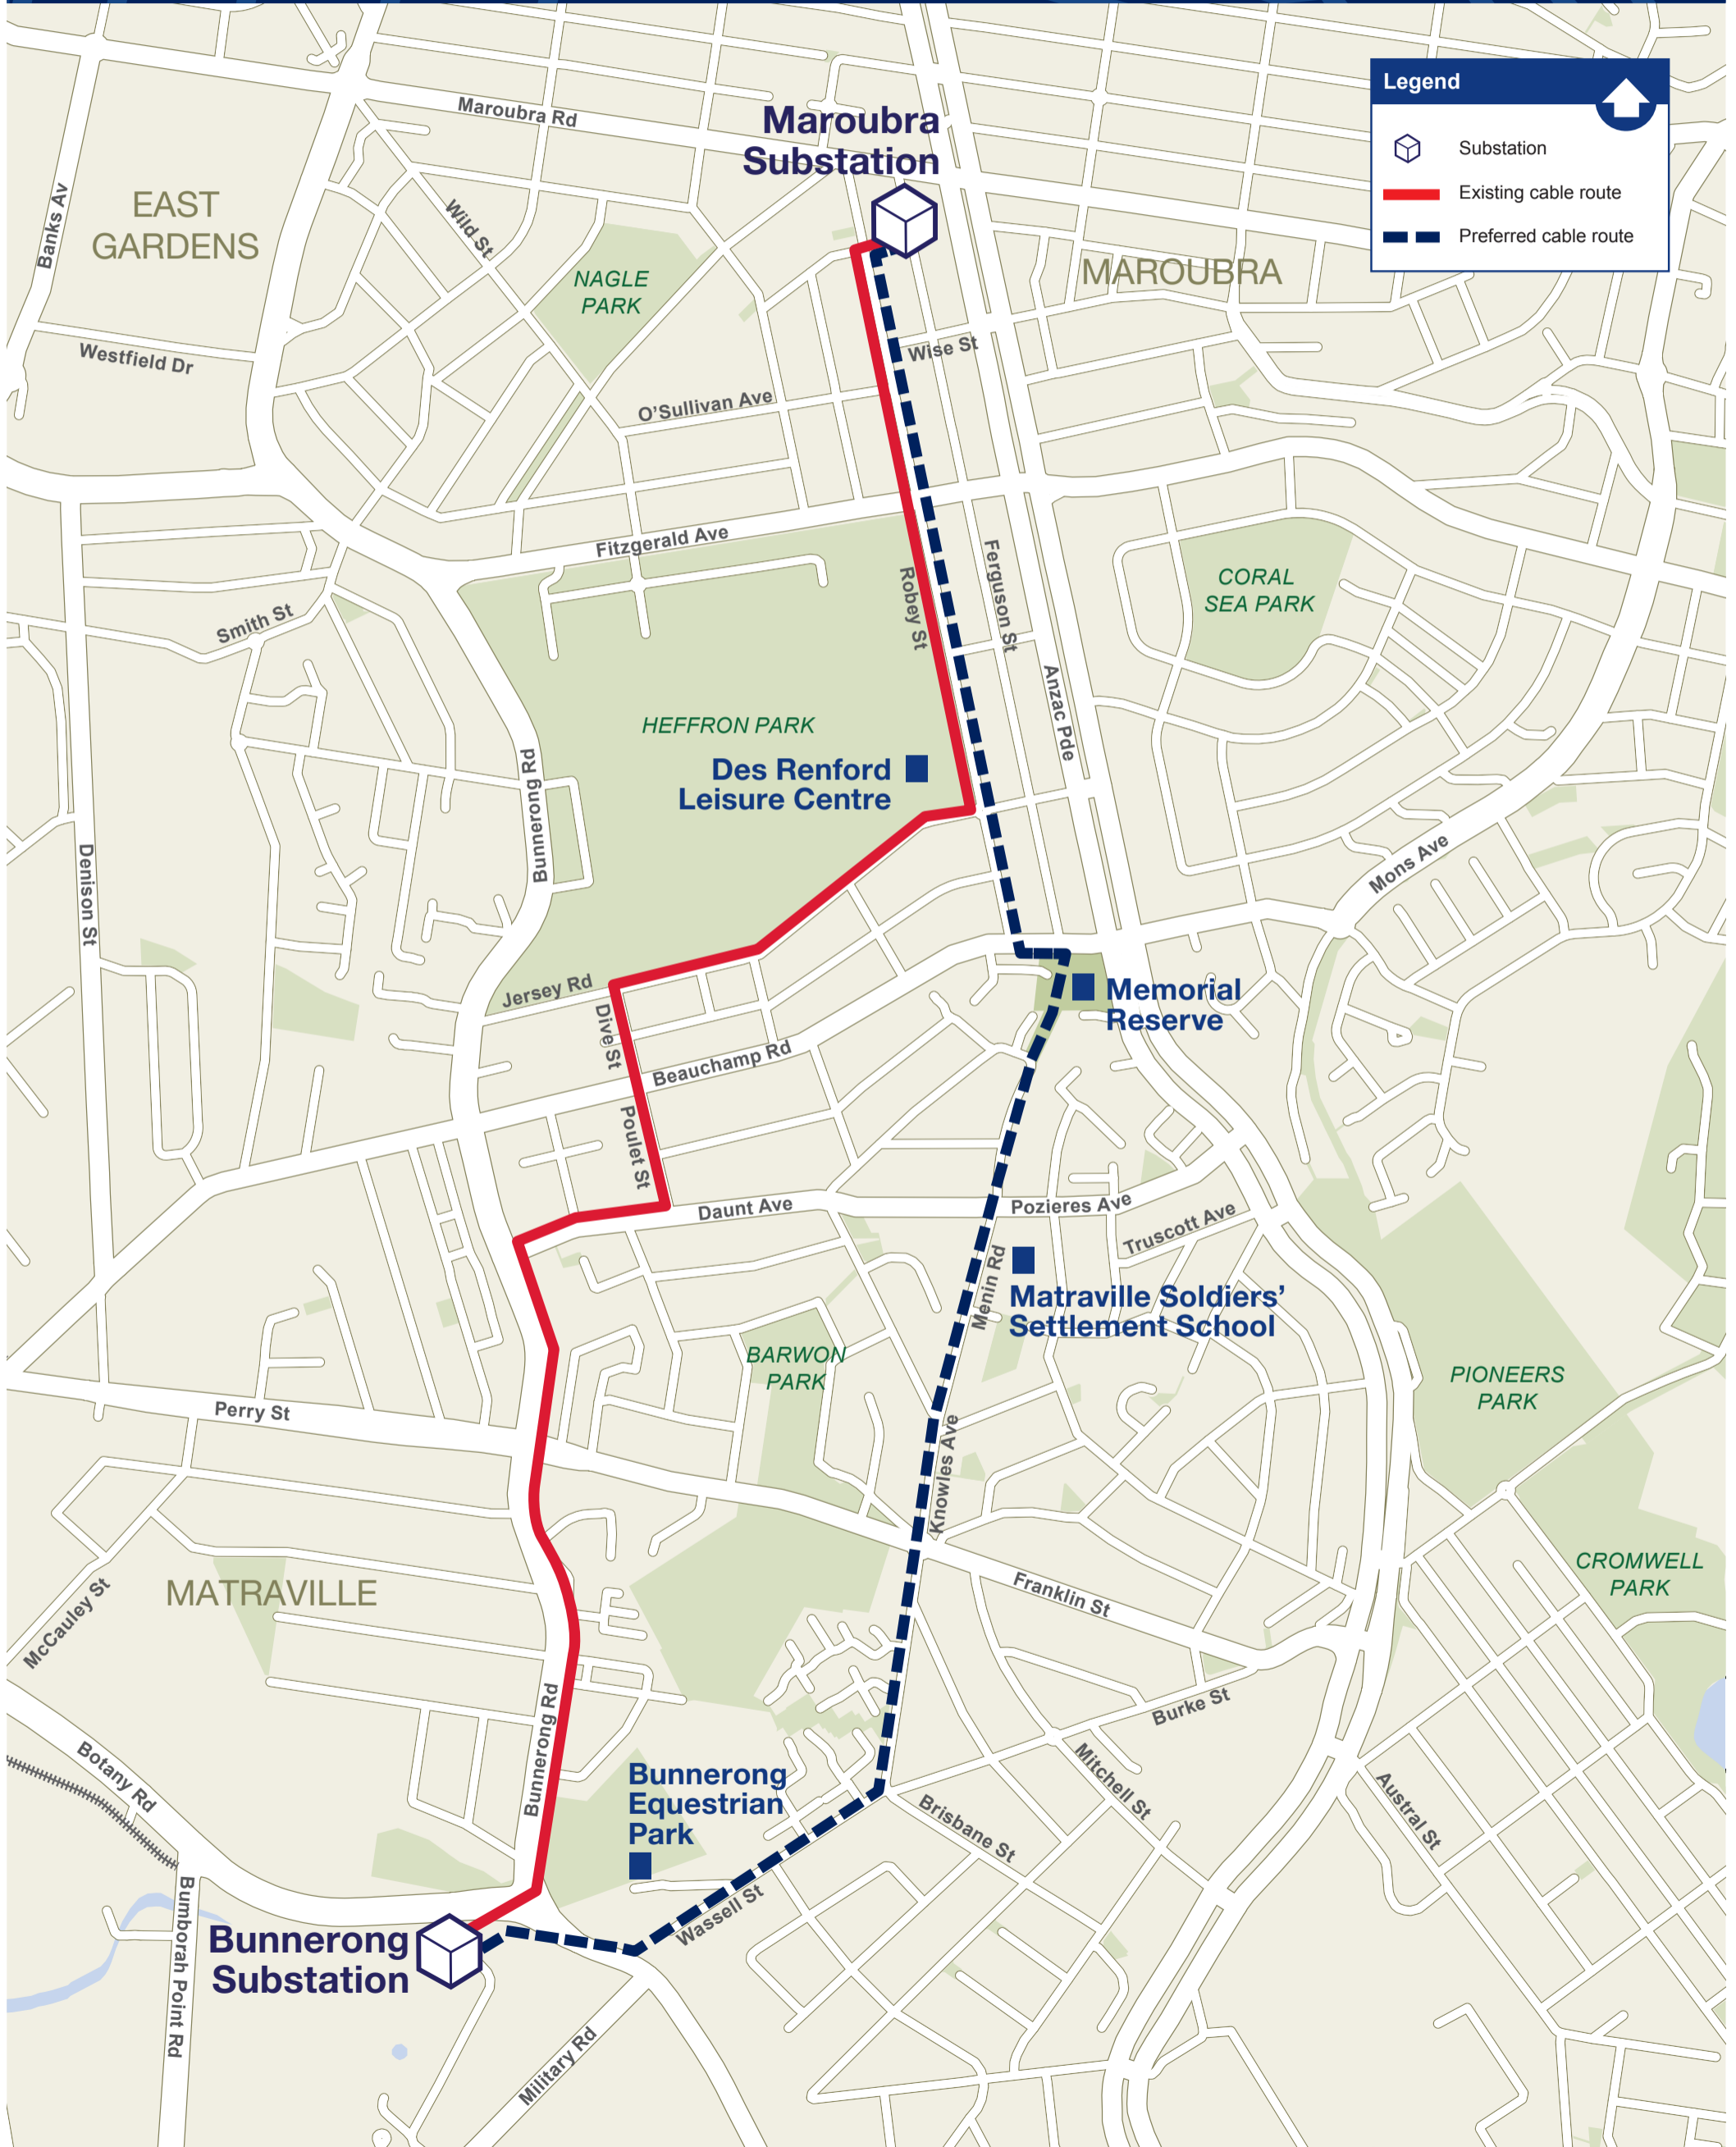 Legend
Substation
Existing cable route
Preferred cable route
Maroubra Rd
Maroubra
Substation
Banks Av
EAST
GARDENS
Wild St
NAGLE
PARK
MAROUBRA
Westfield Dr
Wise St
O'Sullivan Ave
Fitzgerald Ave
Robey St
Ferguson St
CORAL
SEA PARK
Smith St
Anzac Pde
HEFFRON PARK
Des Renford
Leisure Centre
Bunnerong Rd
Denison St
Mons Ave
Jersey Rd
Dive St
Memorial
Reserve
Beauchamp Rd
Poulet St
Daunt Ave
Pozieres Ave
Truscott Ave
Menin Rd
Matraville Soldiers'
Settlement School
BARWON
PARK
PIONEERS
PARK
Perry St
Knowles Ave
CROMWELL
PARK
MATRAVILLE
Franklin St
McCauley St
Burke St
Bunnerong Rd
Botany Rd
Mitchell St
Bunnerong
Equestrian
Park
Austral St
Brisbane St
Wassell St
Bumborah Point Rd
Bunnerong
Substation
Military Rd